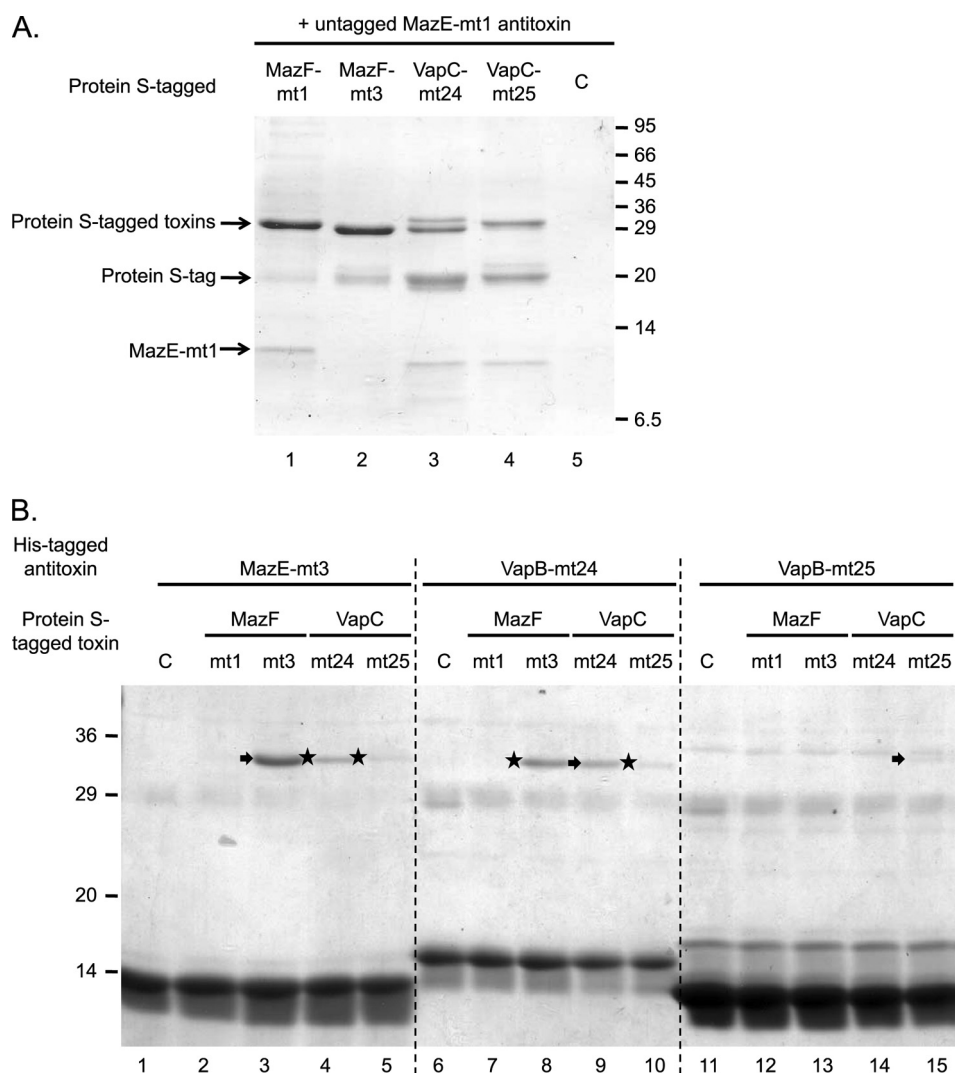 A.
+ untagged MazE-mt1 antitoxin
Protein S-tagged
MazF-
mt1
MazF-
mt3
VapC-
mt24
VapC-
mt25
C
95
66
45
36
29
20
14
6.5
Protein S-tagged toxins
Protein S-tag
MazE-mt1
1 2 3 4 5
B.
His-tagged
antitoxin
MazE-mt3 VapB-mt24 VapB-mt25
Protein S-
tagged toxin
MazF VapC MazF VapC MazF VapC
C mt1 mt3 mt24 mt25 C mt1 mt3 mt24 mt25 C mt1 mt3 mt24 mt25
36
29
20
14
1 2 3 4 5 6 7 8 9 10 11 12 13 14 15